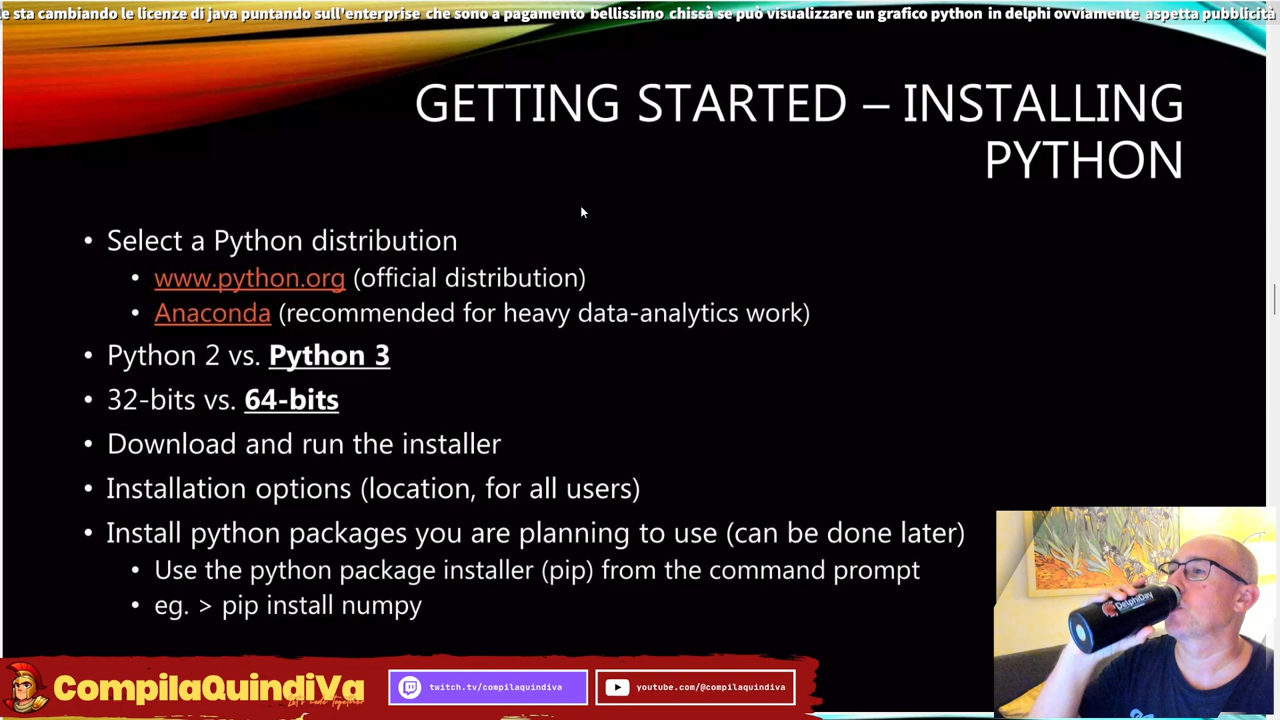 le sta cambiando le licenze di java puntando sull'enterprise che sono a pagamento bellissimo chissà se può visualizzare un grafico python in delphi ovviamente aspetta pubblicità
GETTING STARTED – INSTALLING
PYTHON
• Select a Python distribution
• www.python.org (official distribution)
• Anaconda (recommended for heavy data-analytics work)
• Python 2 vs. Python 3
• 32-bits vs. 64-bits
• Download and run the installer
• Installation options (location, for all users)
• Install python packages you are planning to use (can be done later)
• Use the python package installer (pip) from the command prompt
• eg. > pip install numpy
DelphiDay
CompilaQuindiVa
Let's code Together
twitch.tv/compilaquindiva
youtube.com/@compilaquindiva